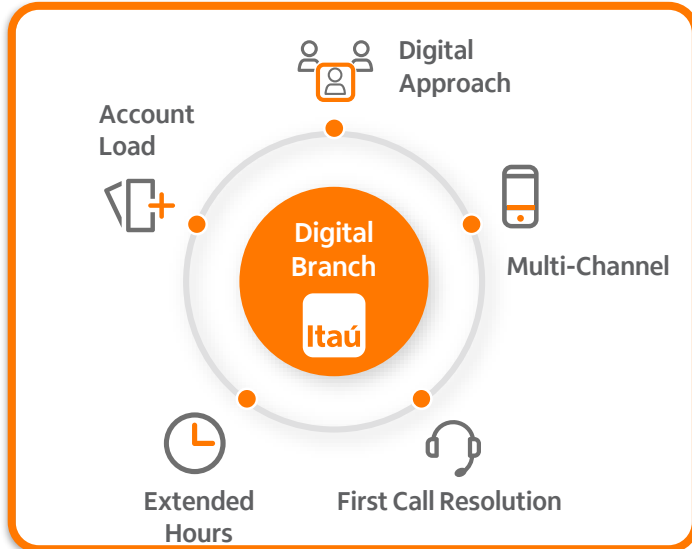 Digital
Approach
Account
Load
Multi-Channel
Digital
Branch
Itaú
Extended
Hours
First Call Resolution